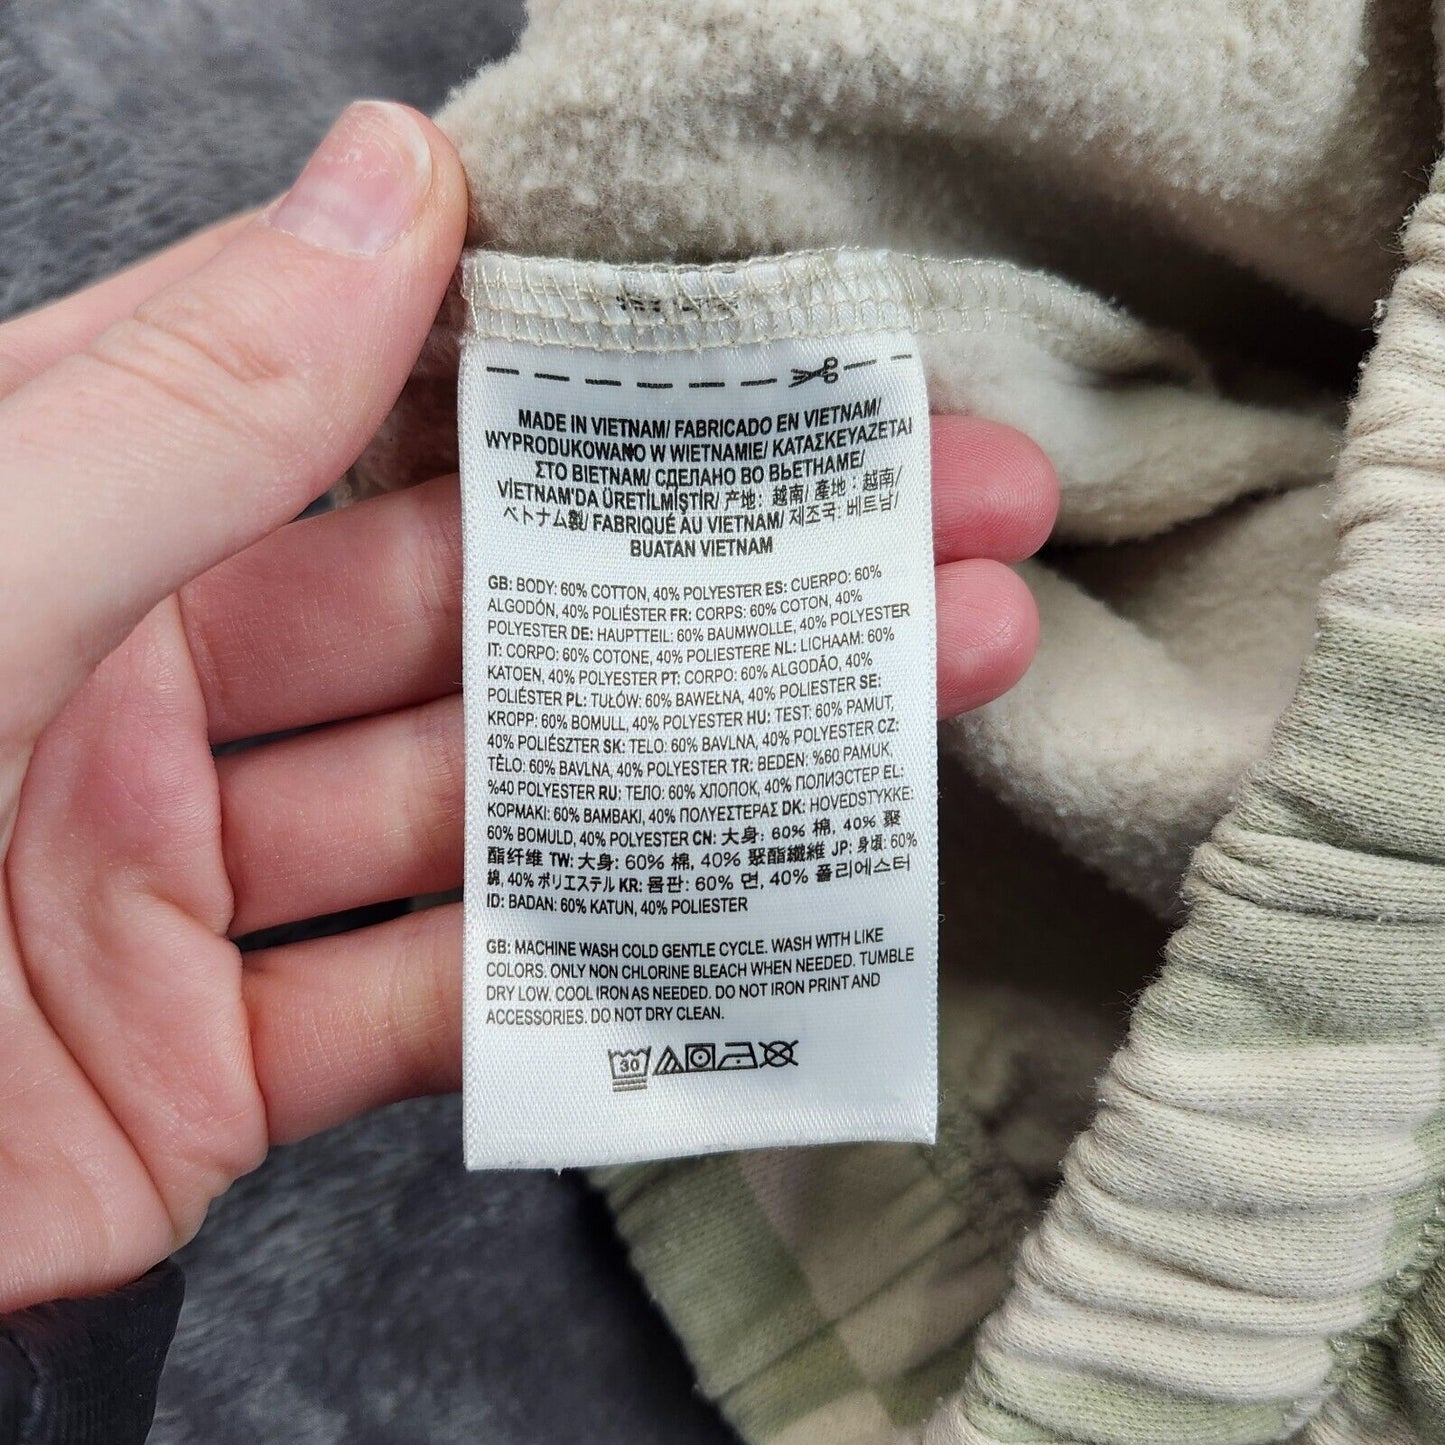 MADE IN VIETNAM/ FABRICADO EN VIETNAM/
WYPRODUKOWANO W WIETNAMIE/ ΚΑΤΑΣΚΕΥΑΖΕΤΑΙ
ΣΤΟ ΒΙΕΤΝΑΜ/ СДЕЛАНО ВО ВЬЕТНАМЕ/
VİETNAM'DA ÜRETİLMİŞTİR/ 产地：越南/ 產地：越南/
ベトナム製/ FABRIQUÉ AU VIETNAM/ 제조국: 베트남/
BUATAN VIETNAM
GB: BODY: 60% COTTON, 40% POLYESTER ES: CUERPO: 60%
ALGODÓN, 40% POLIÉSTER FR: CORPS: 60% COTON, 40%
POLYESTER DE: HAUPTTEIL: 60% BAUMWOLLE, 40% POLYESTER
IT: CORPO: 60% COTONE, 40% POLIESTERE NL: LICHAAM: 60%
KATOEN, 40% POLYESTER PT: CORPO: 60% ALGODÃO, 40%
POLIÉSTER PL: TUŁÓW: 60% BAWEŁNA, 40% POLIESTER SE:
KROPP: 60% BOMULL, 40% POLYESTER HU: TEST: 60% PAMUT,
40% POLIÉSZTER SK: TELO: 60% BAVLNA, 40% POLYESTER CZ:
TĚLO: 60% BAVLNA, 40% POLYESTER TR: BEDEN: %60 PAMUK,
%40 POLYESTER RU: ТЕЛО: 60% ХЛОПОК, 40% ПОЛИЭСТЕР EL:
ΚΟΡΜΑΚΙ: 60% ΒΑΜΒΑΚΙ, 40% ΠΟΛΥΕΣΤΕΡΑΣ DK: HOVEDSTYKKE:
60% BOMULD, 40% POLYESTER CN: 大身: 60% 棉, 40% 聚
酯纤维 TW: 大身: 60% 棉, 40% 聚酯纖維 JP: 身頃: 60%
綿, 40% ポリエステル KR: 몸판: 60% 면, 40% 폴리에스터
ID: BADAN: 60% KATUN, 40% POLIESTER
GB: MACHINE WASH COLD GENTLE CYCLE. WASH WITH LIKE
COLORS. ONLY NON CHLORINE BLEACH WHEN NEEDED. TUMBLE
DRY LOW. COOL IRON AS NEEDED. DO NOT IRON PRINT AND
ACCESSORIES. DO NOT DRY CLEAN.
30